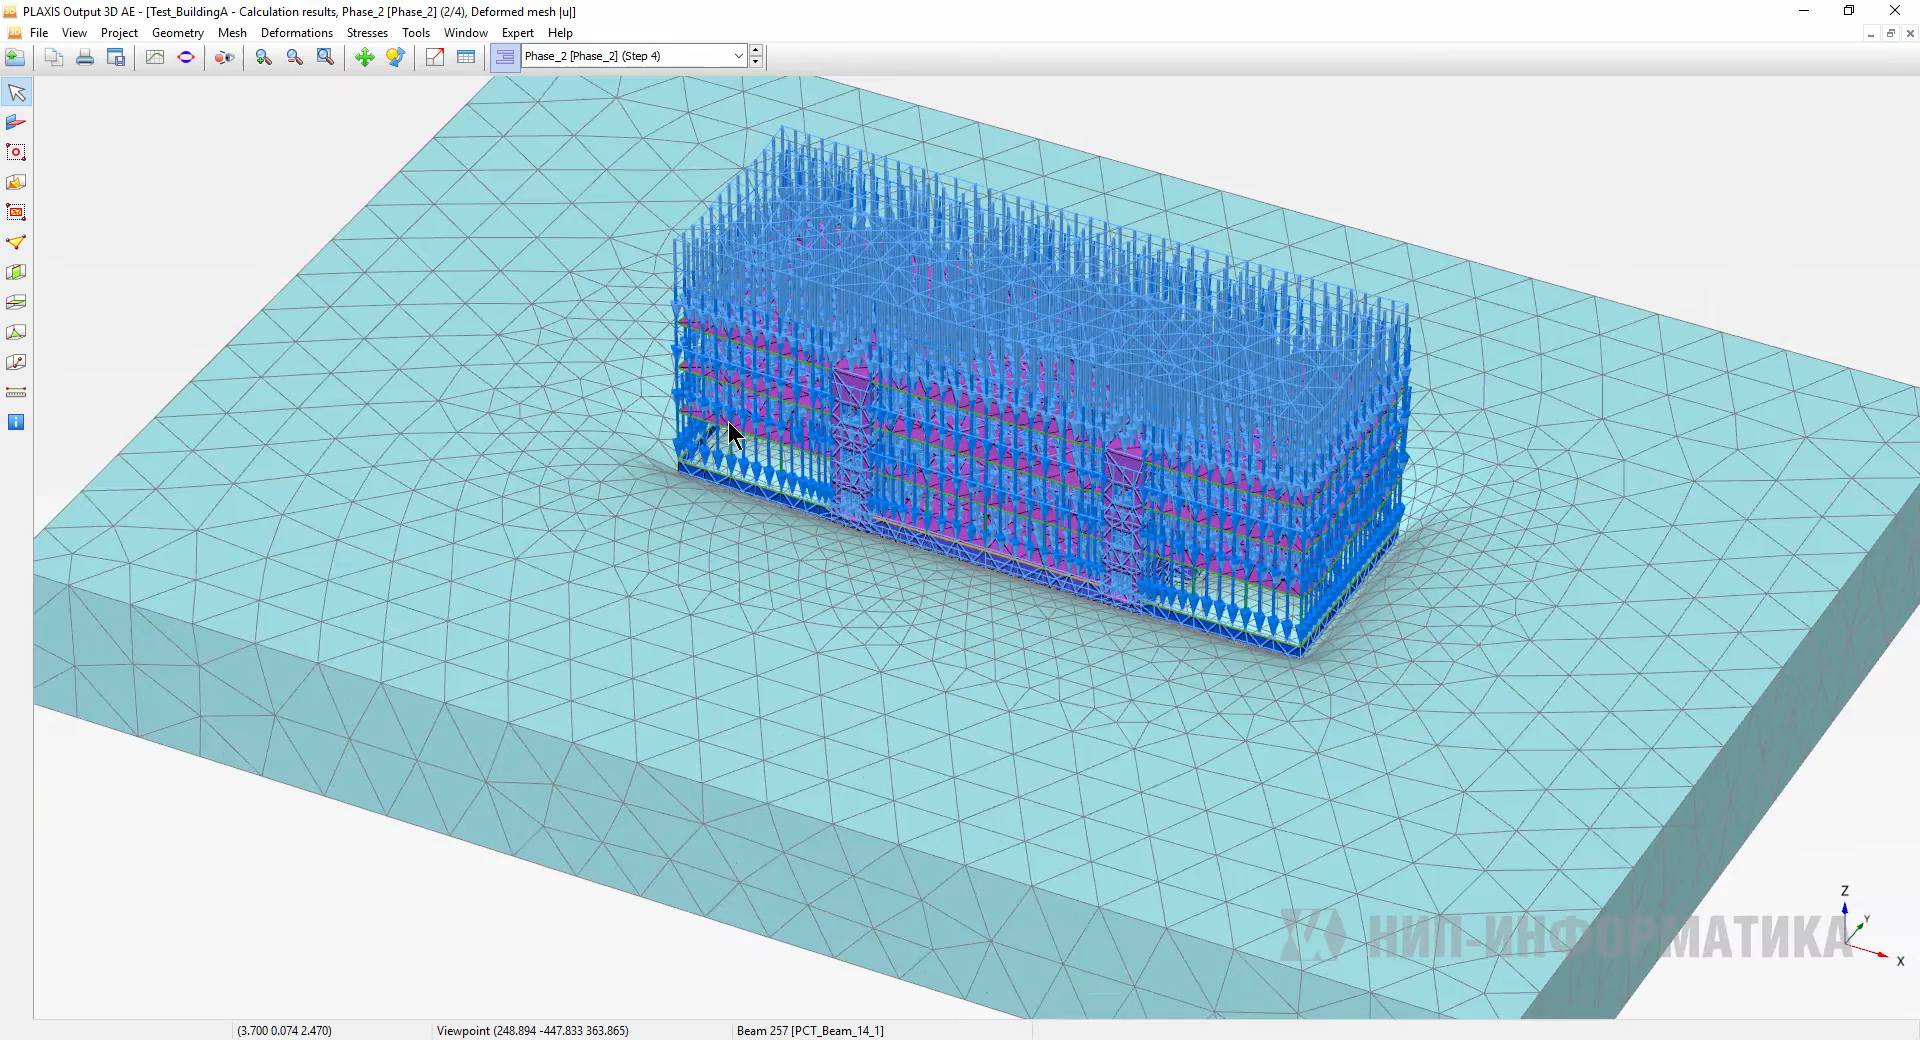 PLAXIS Output 3D AE - [Test_BuildingA - Calculation results, Phase_2 [Phase_2] (2/4), Deformed mesh |u|]
File View Project Geometry Mesh Deformations Stresses Tools Window Expert Help
Phase_2 [Phase_2] (Step 4)
Z
Y
X
НИП-ИНФОРМАТИКА
(3.700 0.074 2.470) Viewpoint (248.894 -447.833 363.865) Beam 257 [PCT_Beam_14_1]